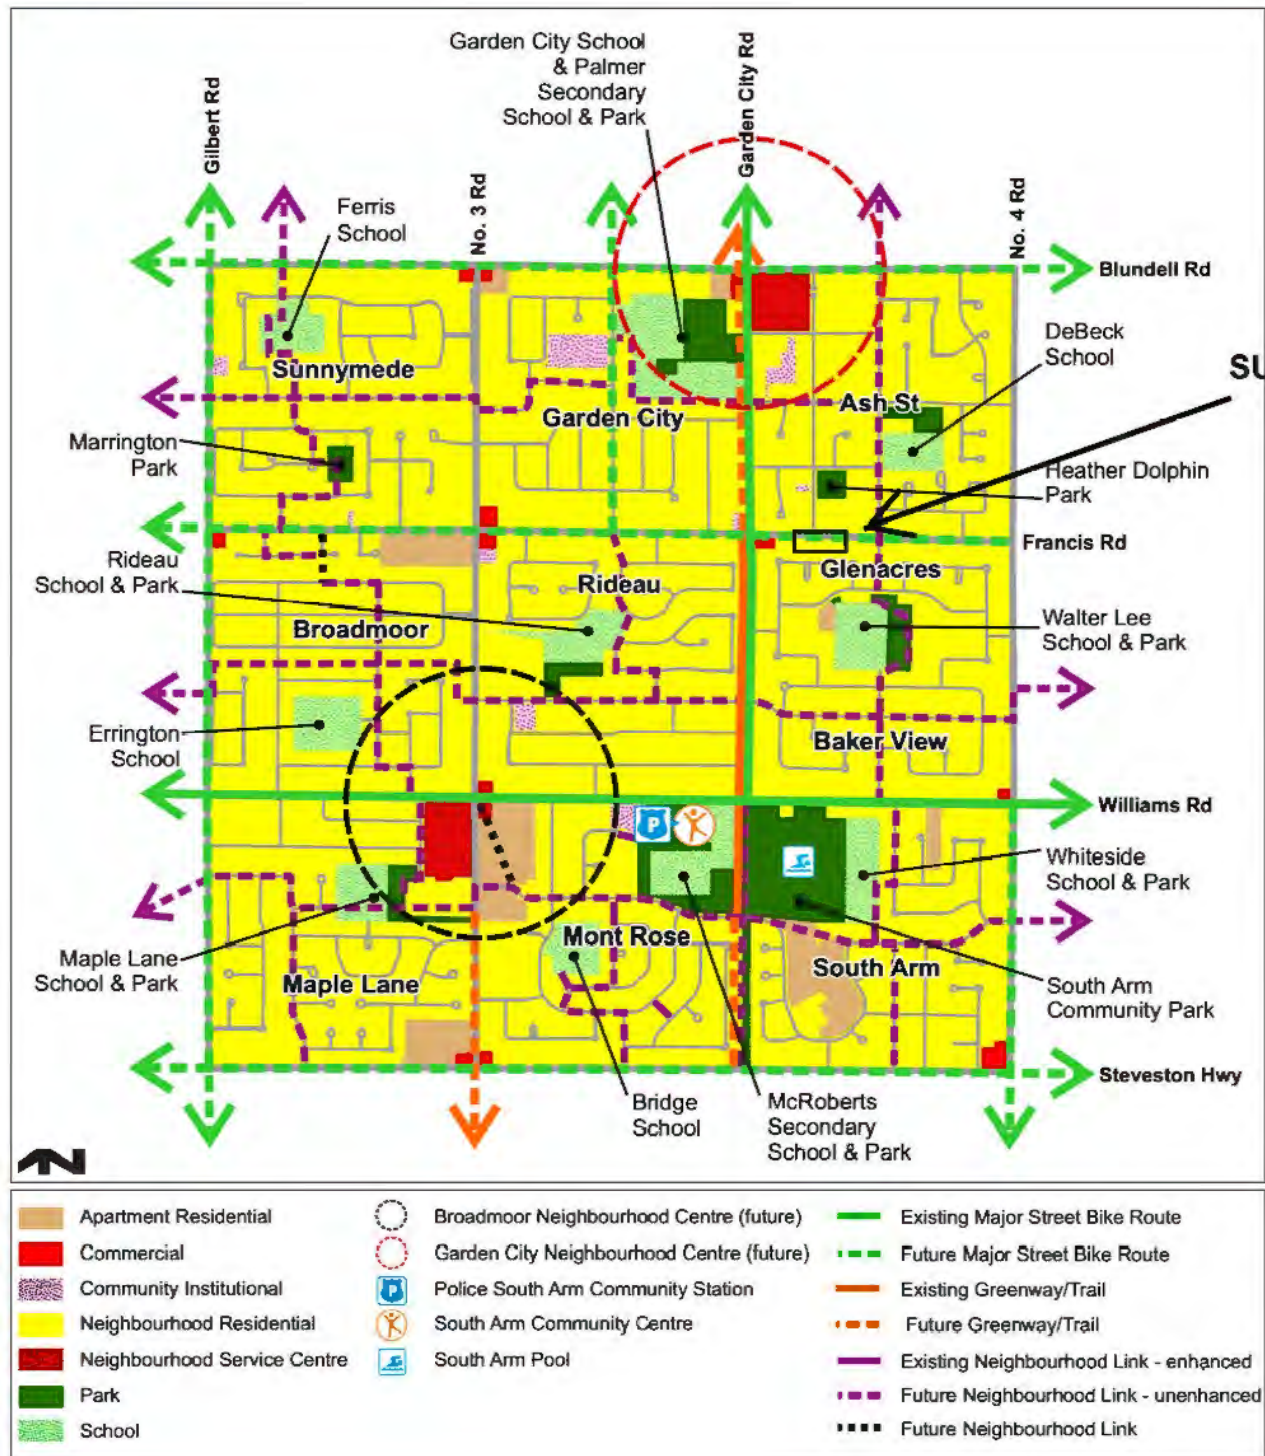 Garden City School
& Palmer
Secondary
School & Park
Gilbert Rd
No. 3 Rd
Garden City Rd
No. 4 Rd
Ferris
School
Blundell Rd
DeBeck
School
SU
Sunnymede
Ash St
Garden City
Marrington
Park
Heather Dolphin
Park
Francis Rd
Rideau
School & Park
Rideau
Glenacres
Broadmoor
Walter Lee
School & Park
Errington
School
Baker View
Williams Rd
P
Whiteside
School & Park
Maple Lane
School & Park
Mont Rose
Maple Lane
South Arm
South Arm
Community Park
Steveston Hwy
Bridge
School
McRoberts
Secondary
School & Park
N
Apartment Residential
Commercial
Community Institutional
Neighbourhood Residential
Neighbourhood Service Centre
Park
School
Broadmoor Neighbourhood Centre (future)
Garden City Neighbourhood Centre (future)
P
Police South Arm Community Station
South Arm Community Centre
South Arm Pool
Existing Major Street Bike Route
Future Major Street Bike Route
Existing Greenway/Trail
Future Greenway/Trail
Existing Neighbourhood Link - enhanced
Future Neighbourhood Link - unenhanced
Future Neighbourhood Link